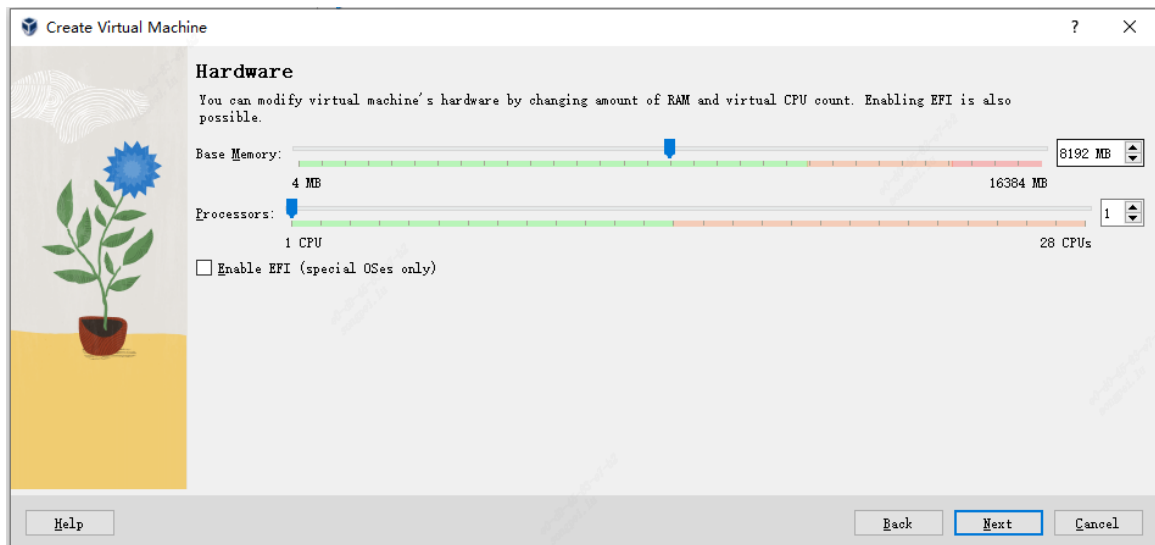 Create Virtual Machine
?
Hardware
You can modify virtual machine's hardware by changing amount of RAM and virtual CPU count. Enabling EFI is also
possible.
Base Memory: 8192 MB
4 MB 16384 MB
Processors: 1
1 CPU 28 CPUs
Enable EFI (special OSes only)
Help Back Next Cancel